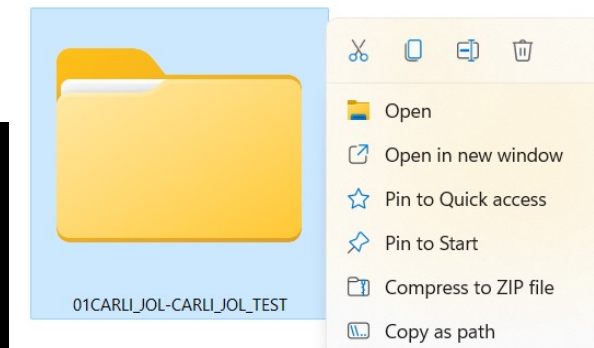 Open
Open in new window
Pin to Quick access
Pin to Start
Compress to ZIP file
Copy as path
01CARLI_JOL-CARLI_JOL_TEST